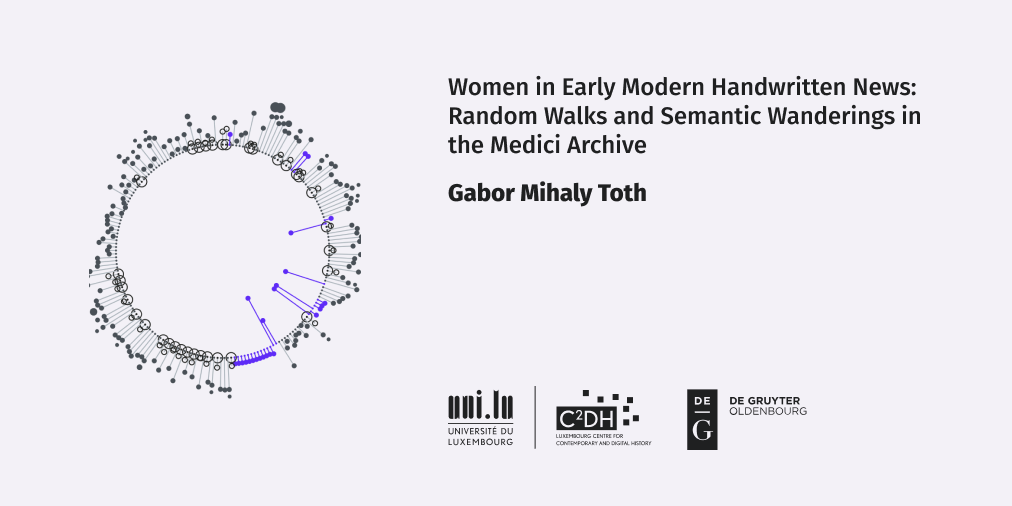 Women in Early Modern Handwritten News:
Random Walks and Semantic Wanderings in
the Medici Archive
Gabor Mihaly Toth
uni.lu
UNIVERSITÉ DU
LUXEMBOURG
C²DH
LUXEMBOURG CENTRE FOR
CONTEMPORARY AND DIGITAL HISTORY
DE
G
DE GRUYTER
OLDENBOURG